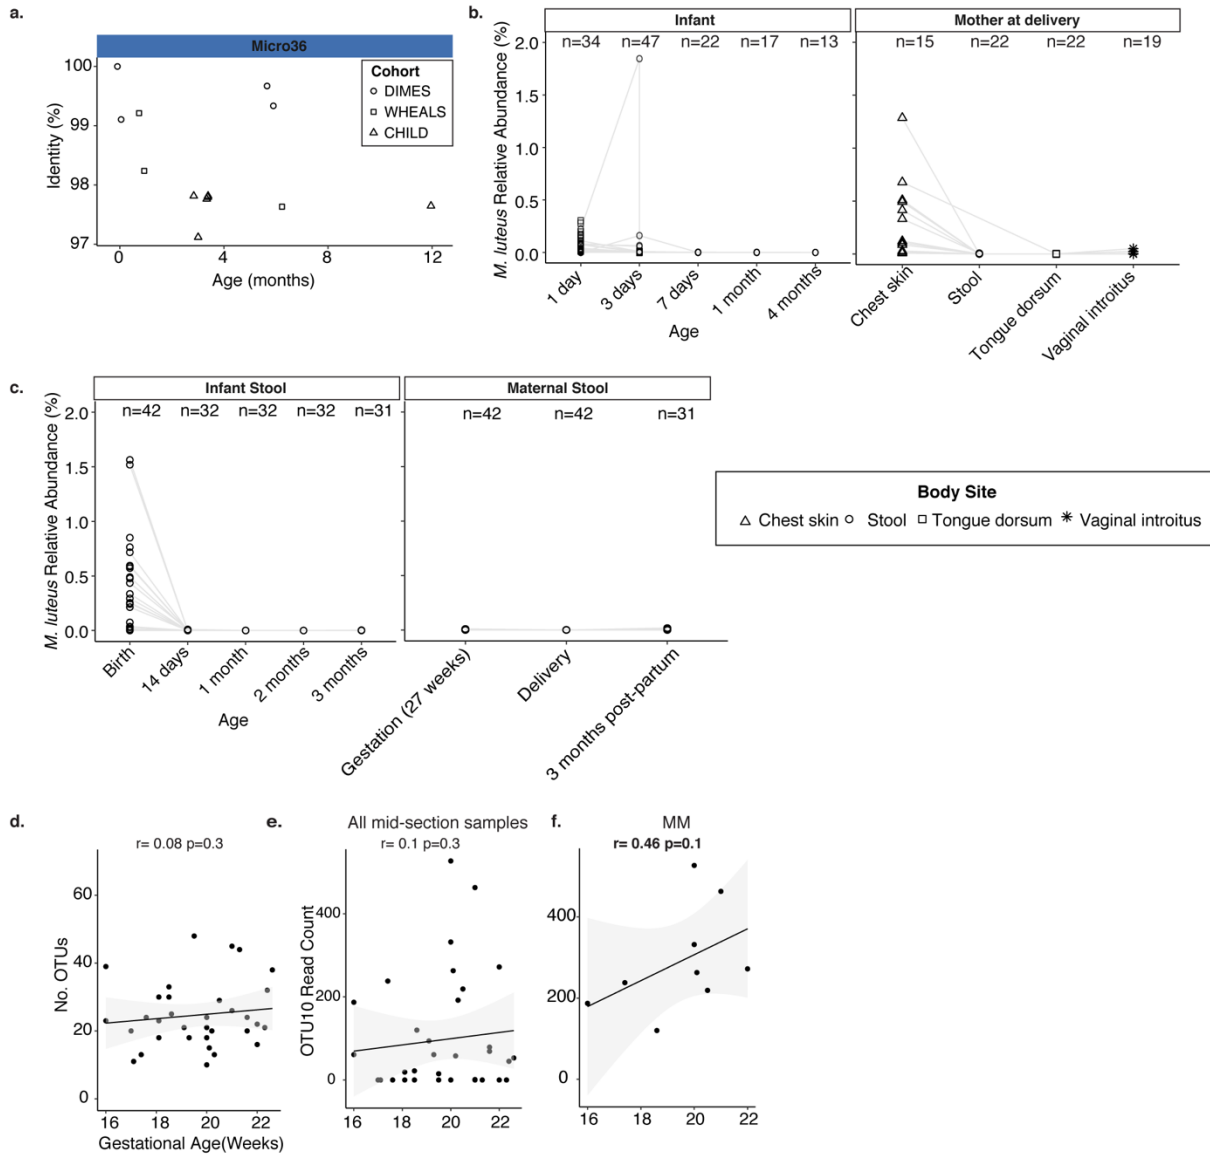 a.
Micro36
Identity (%)
100
99
98
97
0
4
8
12
Age (months)
Cohort
DIMES
WHEALS
CHILD
b.
Infant
Mother at delivery
n=34 n=47 n=22 n=17 n=13
n=15 n=22 n=22 n=19
M. luteus Relative Abundance (%)
2.0
1.5
1.0
0.5
0.0
1 day
3 days
7 days
1 month
4 months
Age
Chest skin
Stool
Tongue dorsum
Vaginal introitus
c.
Infant Stool
Maternal Stool
n=42 n=32 n=32 n=32 n=31
n=42 n=42 n=31
M. luteus Relative Abundance (%)
2.0
1.5
1.0
0.5
0.0
Birth
14 days
1 month
2 months
3 months
Age
Gestation (27 weeks)
Delivery
3 months post-partum
Body Site
Chest skin Stool Tongue dorsum Vaginal introitus
d.
r= 0.08 p=0.3
No. OTUs
60
40
20
0
16 18 20 22
Gestational Age(Weeks)
e.
All mid-section samples
r= 0.1 p=0.3
OTU10 Read Count
400
200
0
16 18 20 22
f.
MM
r= 0.46 p=0.1
400
200
0
16 18 20 22